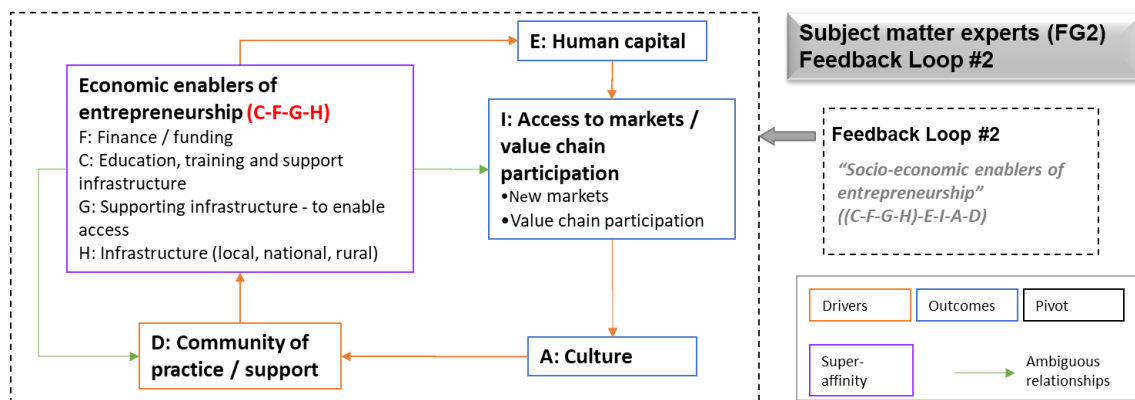 E: Human capital
Economic enablers of
entrepreneurship (C-F-G-H)
F: Finance / funding
C: Education, training and support
infrastructure
G: Supporting infrastructure - to enable
access
H: Infrastructure (local, national, rural)
I: Access to markets /
value chain
participation
•New markets
•Value chain participation
D: Community of
practice / support
A: Culture
Subject matter experts (FG2)
Feedback Loop #2
Feedback Loop #2
“Socio-economic enablers of
entrepreneurship”
((C-F-G-H)-E-I-A-D)
Drivers
Outcomes
Pivot
Super-
affinity
Ambiguous
relationships